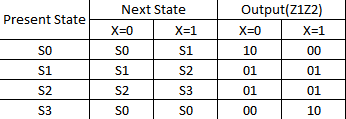 Present State Next State Output(Z1Z2)
X=0 X=1 X=0 X=1
S0 S0 S1 10 00
S1 S1 S2 01 01
S2 S2 S3 01 01
S3 S0 S0 00 10